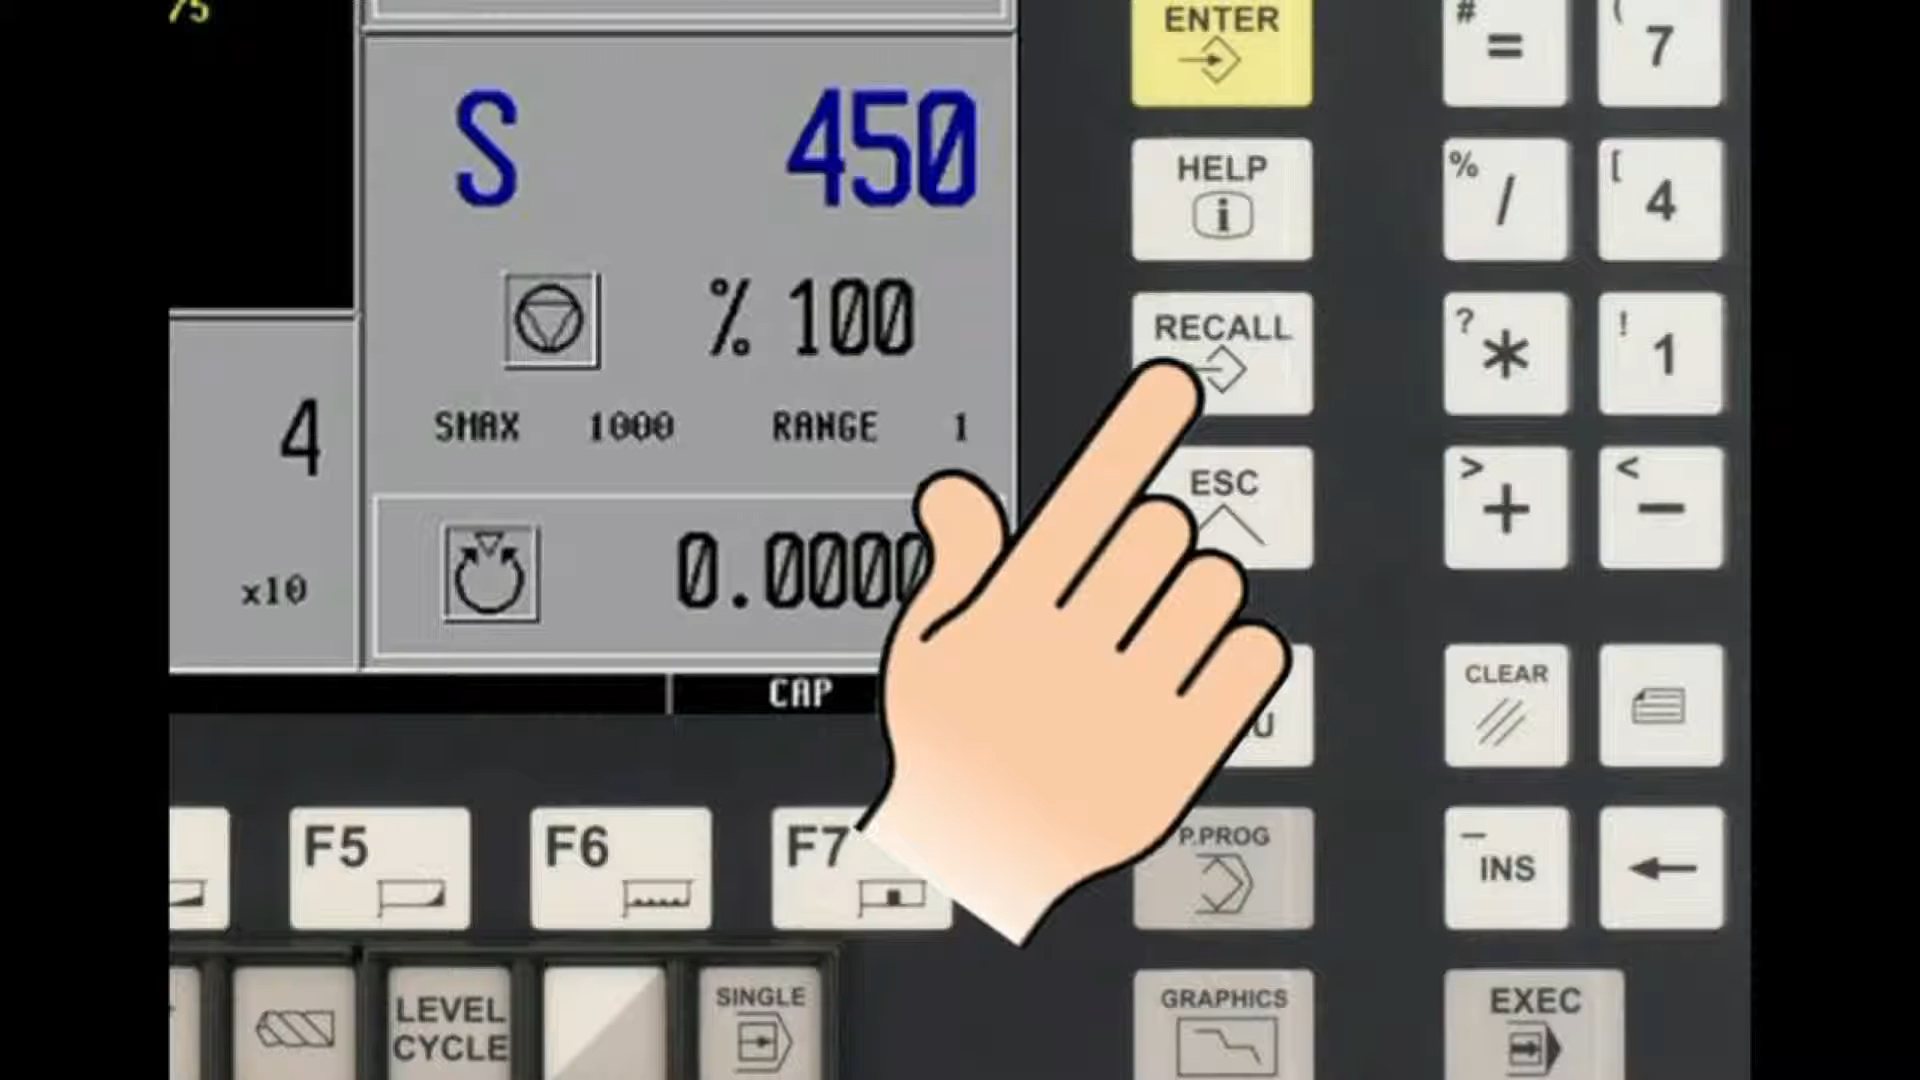 75
ENTER
# =
( 7
S 450
HELP
i
% /
[ 4
% 100
RECALL
? *
! 1
SMAX 1000 RANGE 1
4
ESC
> +
< -
0.0000
x10
CAP
U
CLEAR
F5
F6
F7
P.PROG
- INS
←
LEVEL
CYCLE
SINGLE
GRAPHICS
EXEC